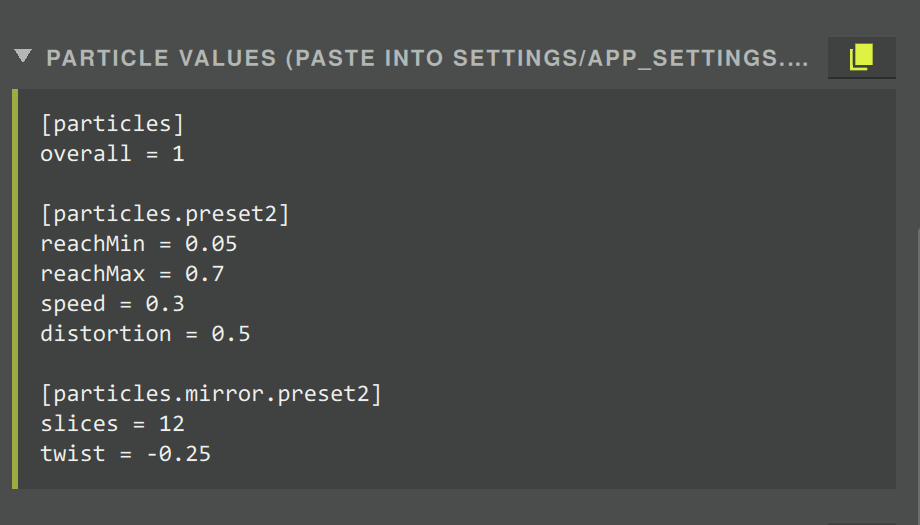 PARTICLE VALUES (PASTE INTO SETTINGS/APP_SETTINGS....
[particles]
overall = 1
[particles.preset2]
reachMin = 0.05
reachMax = 0.7
speed = 0.3
distortion = 0.5
[particles.mirror.preset2]
slices = 12
twist = -0.25